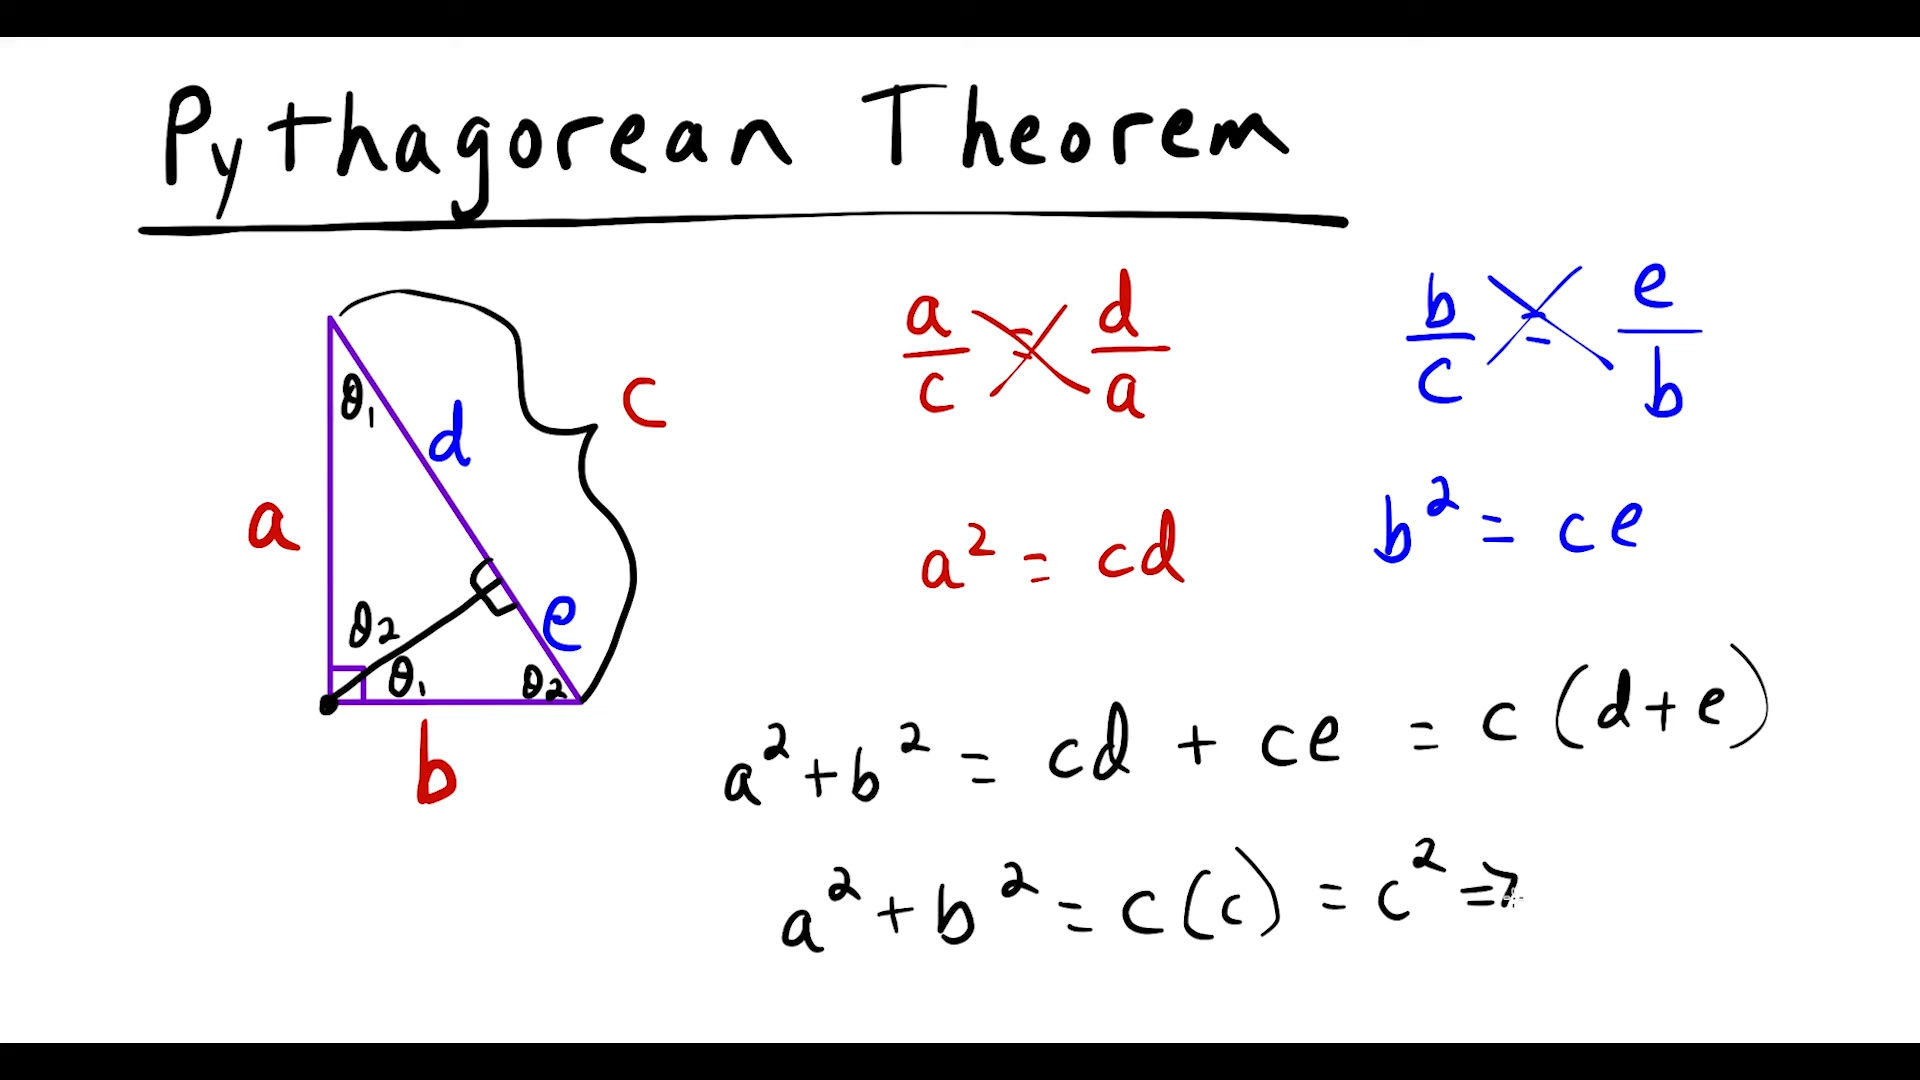 Pythagorean Theorem
a/c = d/a
b/c = e/b
θ₁
d
c
a
a² = cd
b² = ce
θ₂
e
θ₁
θ₂
b
a² + b² = cd + ce = c (d + e)
a² + b² = c (c) = c² ⇒